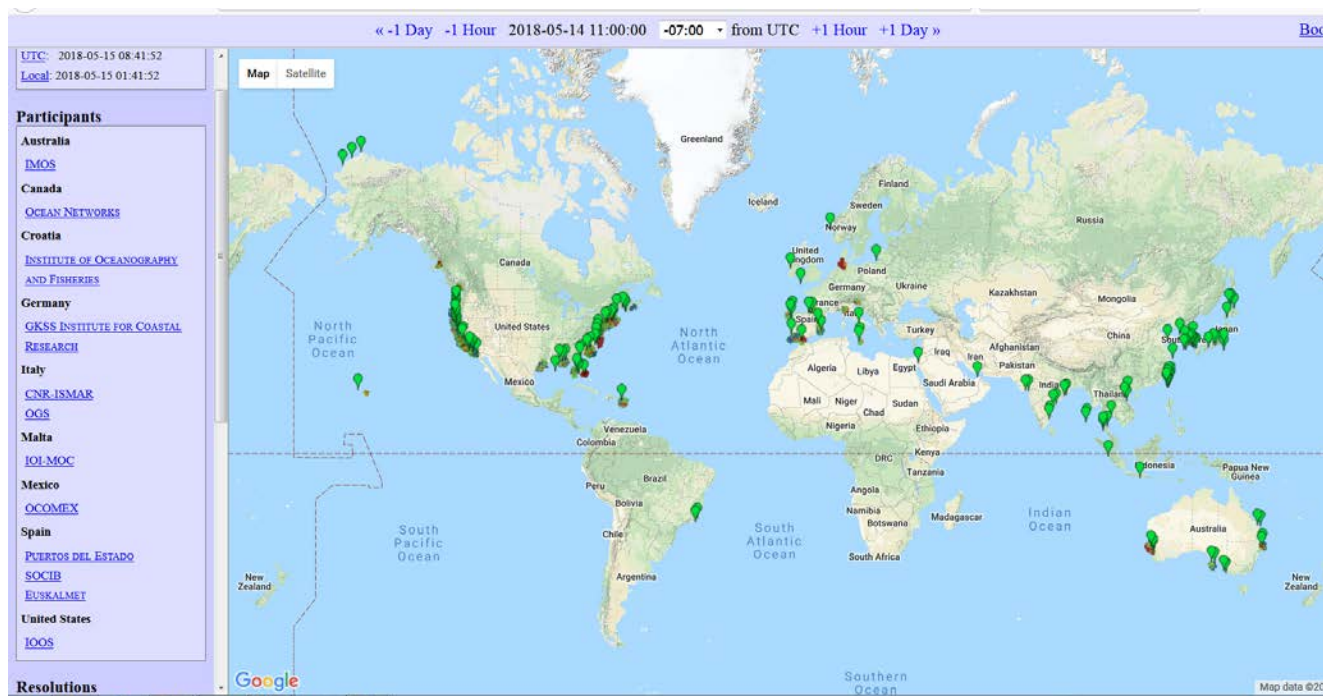 « -1 Day -1 Hour 2018-05-14 11:00:00 -07:00 from UTC +1 Hour +1 Day » Boo
UTC: 2018-05-15 08:41:52
Local: 2018-05-15 01:41:52
Participants
Australia
IMOS
Canada
OCEAN NETWORKS
Croatia
INSTITUTE OF OCEANOGRAPHY
AND FISHERIES
Germany
GKSS INSTITUTE FOR COASTAL
RESEARCH
Italy
CNR-ISMAR
OGS
Malta
IOI-MOC
Mexico
OCOMEX
Spain
PUERTOS DEL ESTADO
SOCIB
EUSKALMET
United States
IOOS
Resolutions
Map Satellite
Greenland
Iceland
Finland
Sweden
Norway
Russia
Canada
United
Kingdom
Poland
Germany
Ukraine
France
Kazakhstan
Mongolia
North
Pacific
Ocean
United States
North
Atlantic
Ocean
Spain
Turkey
China
Japan
Iraq
Iran
Afghanistan
Pakistan
Algeria
Libya
Egypt
Saudi Arabia
India
Thailand
Mexico
Mali
Niger
Sudan
Chad
Nigeria
Ethiopia
Venezuela
Colombia
DRC
Kenya
Tanzania
Indonesia
Papua New
Guinea
Peru
Brazil
Bolivia
Angola
Namibia
Botswana
Madagascar
Indian
Ocean
Australia
South
Pacific
Ocean
Chile
South
Atlantic
Ocean
South Africa
Argentina
New
Zealand
New
Zealand
Southern
Ocean
Google
Map data ©20